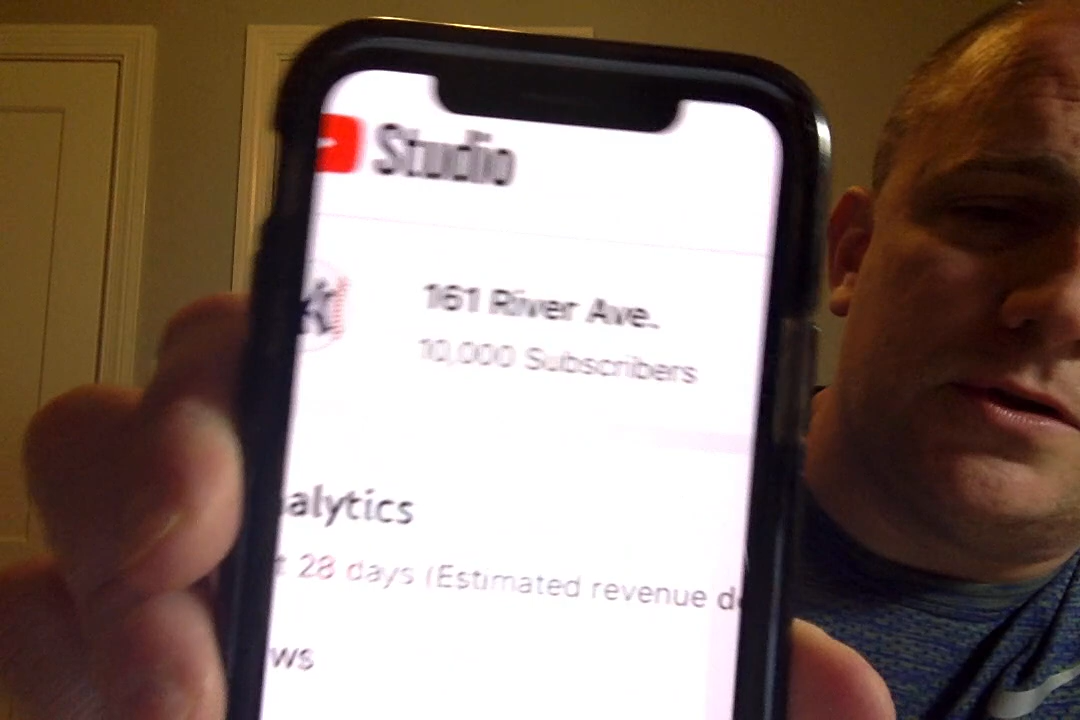 Studio
161 River Ave.
10,000 Subscribers
alytics
28 days (Estimated revenue d
ws